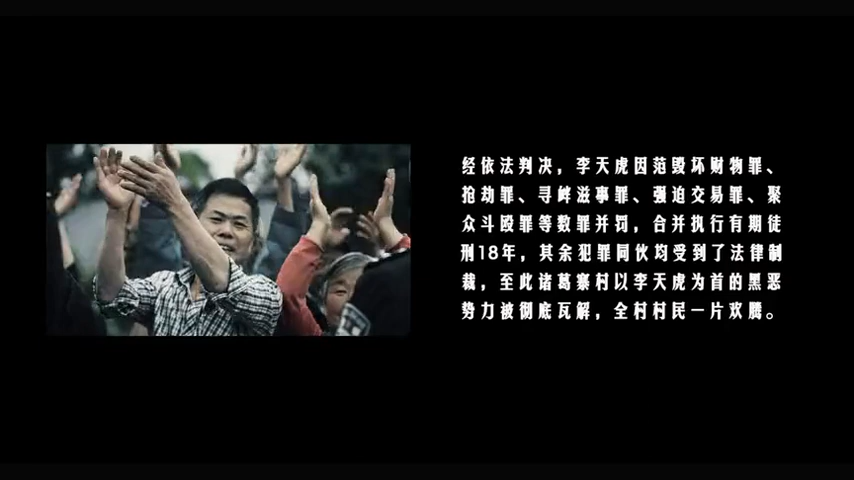 经依法判决，李天虎因范毁坏财物罪、
抢劫罪、寻衅滋事罪、强迫交易罪、聚
众斗殴罪等数罪并罚，合并执行有期徒
刑18年，其余犯罪同伙均受到了法律制
裁，至此诸葛寨村以李天虎为首的黑恶
势力被彻底瓦解，全村村民一片欢腾。